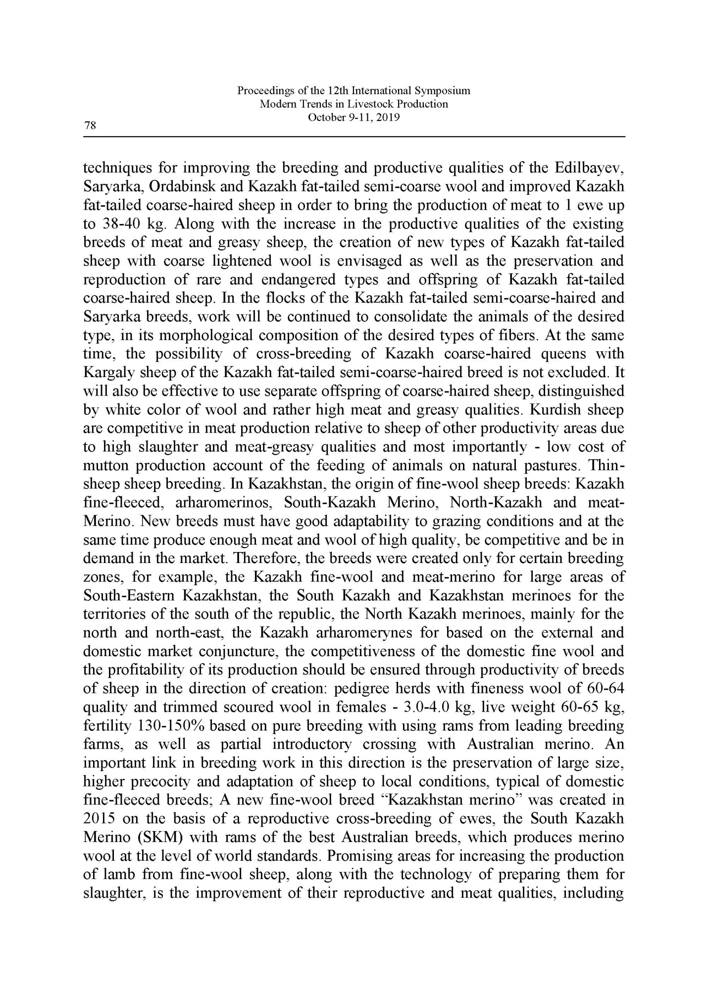 Proceedings of the 12th International Symposium
Modern Trends in Livestock Production
October 9-11, 2019
78
techniques for improving the breeding and productive qualities of the Edilbayev,
Saryarka, Ordabinsk and Kazakh fat-tailed semi-coarse wool and improved Kazakh
fat-tailed coarse-haired sheep in order to bring the production of meat to 1 ewe up
to 38-40 kg. Along with the increase in the productive qualities of the existing
breeds of meat and greasy sheep, the creation of new types of Kazakh fat-tailed
sheep with coarse lightened wool is envisaged as well as the preservation and
reproduction of rare and endangered types and offspring of Kazakh fat-tailed
coarse-haired sheep. In the flocks of the Kazakh fat-tailed semi-coarse-haired and
Saryarka breeds, work will be continued to consolidate the animals of the desired
type, in its morphological composition of the desired types of fibers. At the same
time, the possibility of cross-breeding of Kazakh coarse-haired queens with
Kargaly sheep of the Kazakh fat-tailed semi-coarse-haired breed is not excluded. It
will also be effective to use separate offspring of coarse-haired sheep, distinguished
by white color of wool and rather high meat and greasy qualities. Kurdish sheep
are competitive in meat production relative to sheep of other productivity areas due
to high slaughter and meat-greasy qualities and most importantly - low cost of
mutton production account of the feeding of animals on natural pastures. Thin-
sheep sheep breeding. In Kazakhstan, the origin of fine-wool sheep breeds: Kazakh
fine-fleeced, arharomerinos, South-Kazakh Merino, North-Kazakh and meat-
Merino. New breeds must have good adaptability to grazing conditions and at the
same time produce enough meat and wool of high quality, be competitive and be in
demand in the market. Therefore, the breeds were created only for certain breeding
zones, for example, the Kazakh fine-wool and meat-merino for large areas of
South-Eastern Kazakhstan, the South Kazakh and Kazakhstan merinoes for the
territories of the south of the republic, the North Kazakh merinoes, mainly for the
north and north-east, the Kazakh arharomerynes for based on the external and
domestic market conjuncture, the competitiveness of the domestic fine wool and
the profitability of its production should be ensured through productivity of breeds
of sheep in the direction of creation: pedigree herds with fineness wool of 60-64
quality and trimmed scoured wool in females - 3.0-4.0 kg, live weight 60-65 kg,
fertility 130-150% based on pure breeding with using rams from leading breeding
farms, as well as partial introductory crossing with Australian merino. An
important link in breeding work in this direction is the preservation of large size,
higher precocity and adaptation of sheep to local conditions, typical of domestic
fine-fleeced breeds; A new fine-wool breed “Kazakhstan merino” was created in
2015 on the basis of a reproductive cross-breeding of ewes, the South Kazakh
Merino (SKM) with rams of the best Australian breeds, which produces merino
wool at the level of world standards. Promising areas for increasing the production
of lamb from fine-wool sheep, along with the technology of preparing them for
slaughter, is the improvement of their reproductive and meat qualities, including